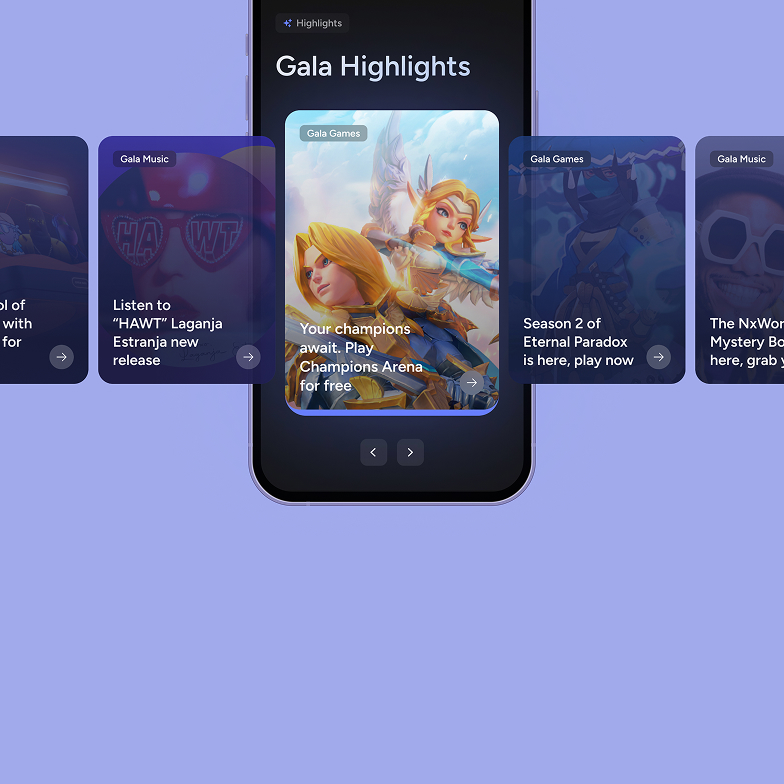 Highlights
Gala Highlights
ol of
with
for
Gala Music
HA WT
Listen to
“HAWT” Laganja
Estranja new
release
Gala Games
Your champions
await. Play
Champions Arena
for free
Gala Games
Season 2 of
Eternal Paradox
is here, play now
Gala Music
The NxWor
Mystery Bo
here, grab y